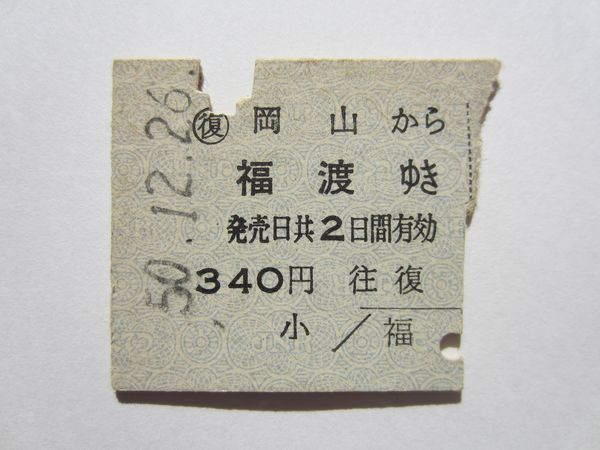 50.12.26.
㊝ 岡山から
福渡ゆき
発売日共2日間有効
340円 往復
小 / 福